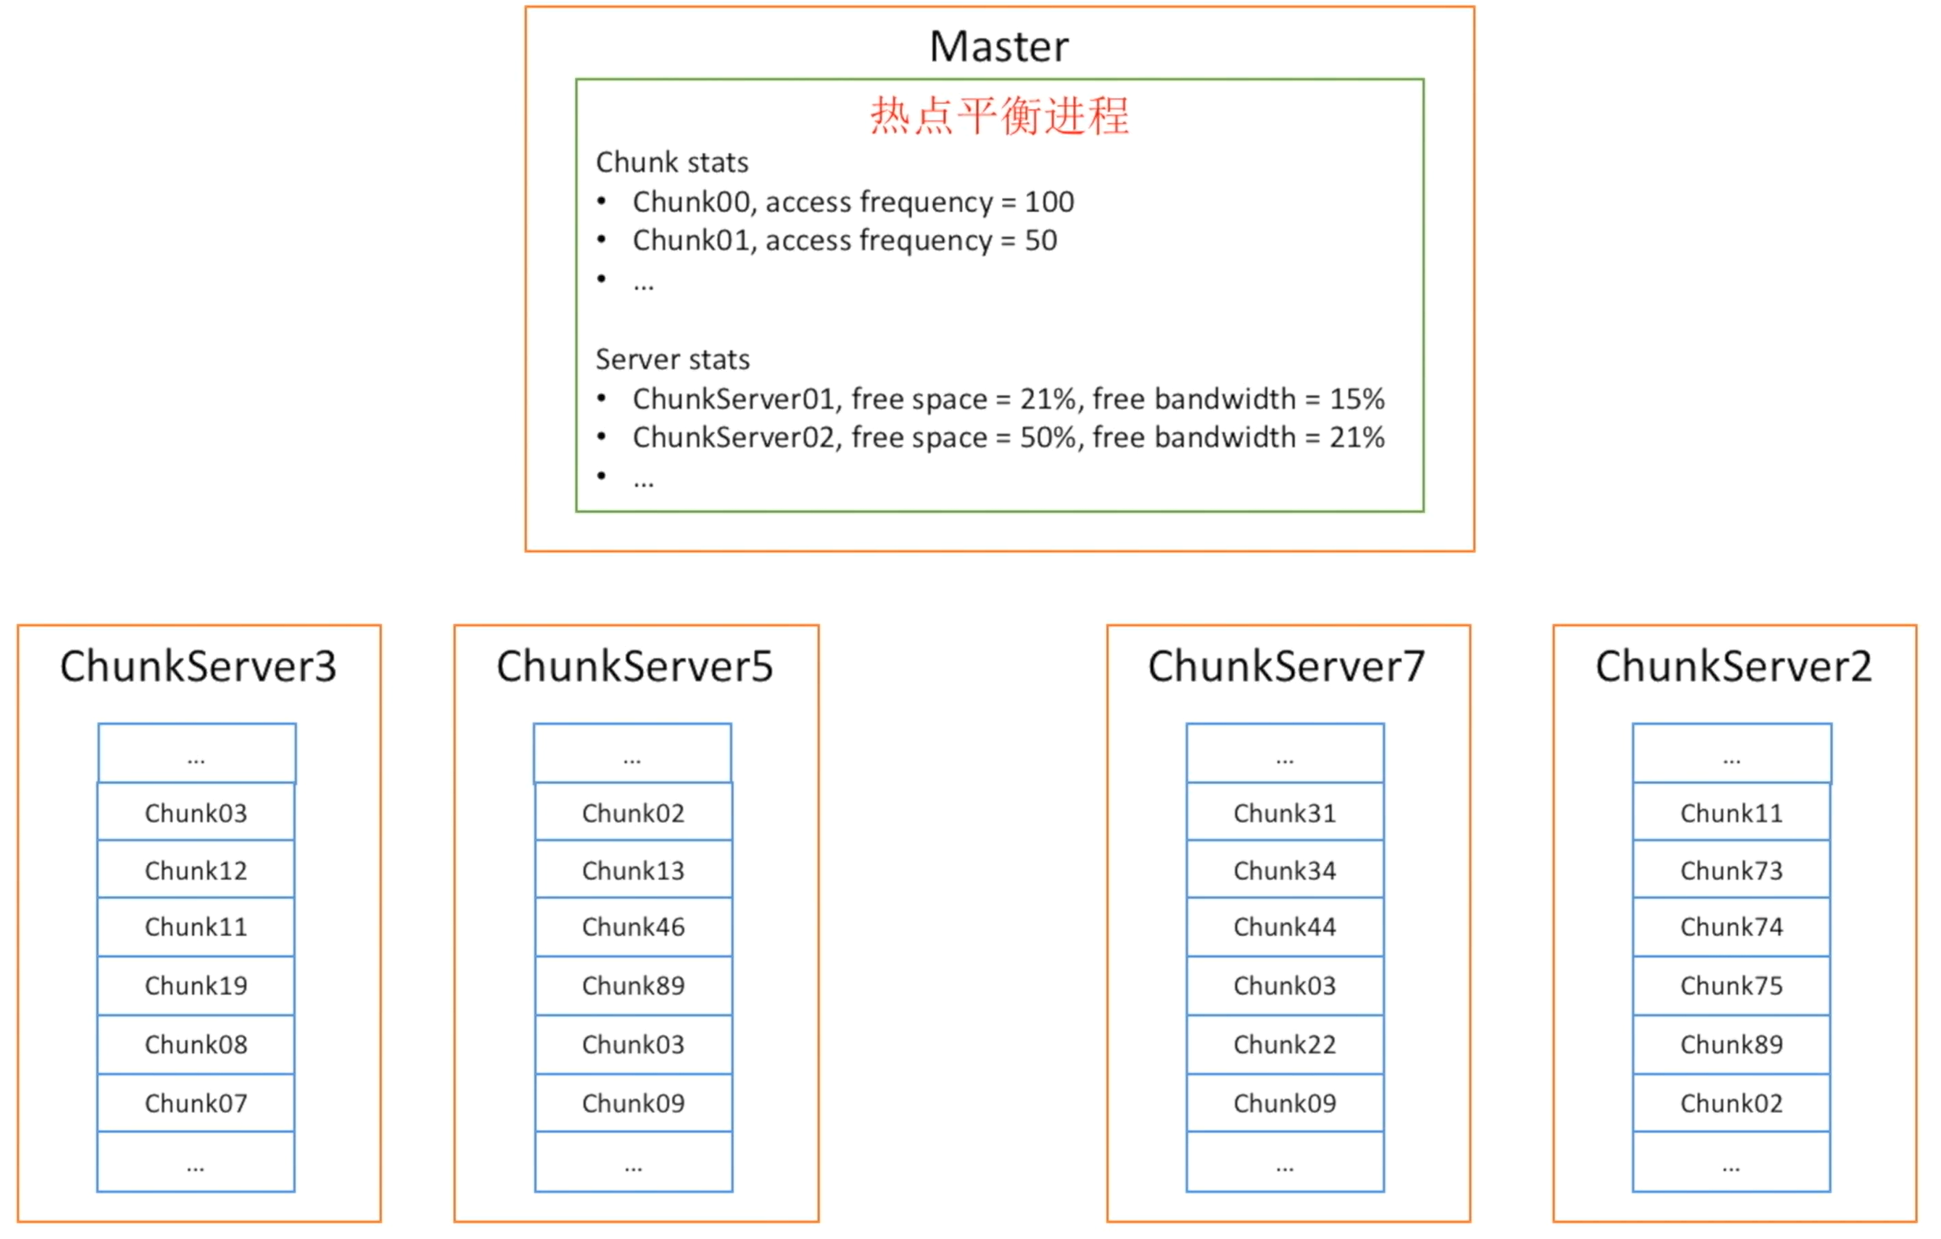 Master
热点平衡进程
Chunk stats
• Chunk00, access frequency = 100
• Chunk01, access frequency = 50
• ...
Server stats
• ChunkServer01, free space = 21%, free bandwidth = 15%
• ChunkServer02, free space = 50%, free bandwidth = 21%
• ...
ChunkServer3
...
Chunk03
Chunk12
Chunk11
Chunk19
Chunk08
Chunk07
...
ChunkServer5
...
Chunk02
Chunk13
Chunk46
Chunk89
Chunk03
Chunk09
...
ChunkServer7
...
Chunk31
Chunk34
Chunk44
Chunk03
Chunk22
Chunk09
...
ChunkServer2
...
Chunk11
Chunk73
Chunk74
Chunk75
Chunk89
Chunk02
...